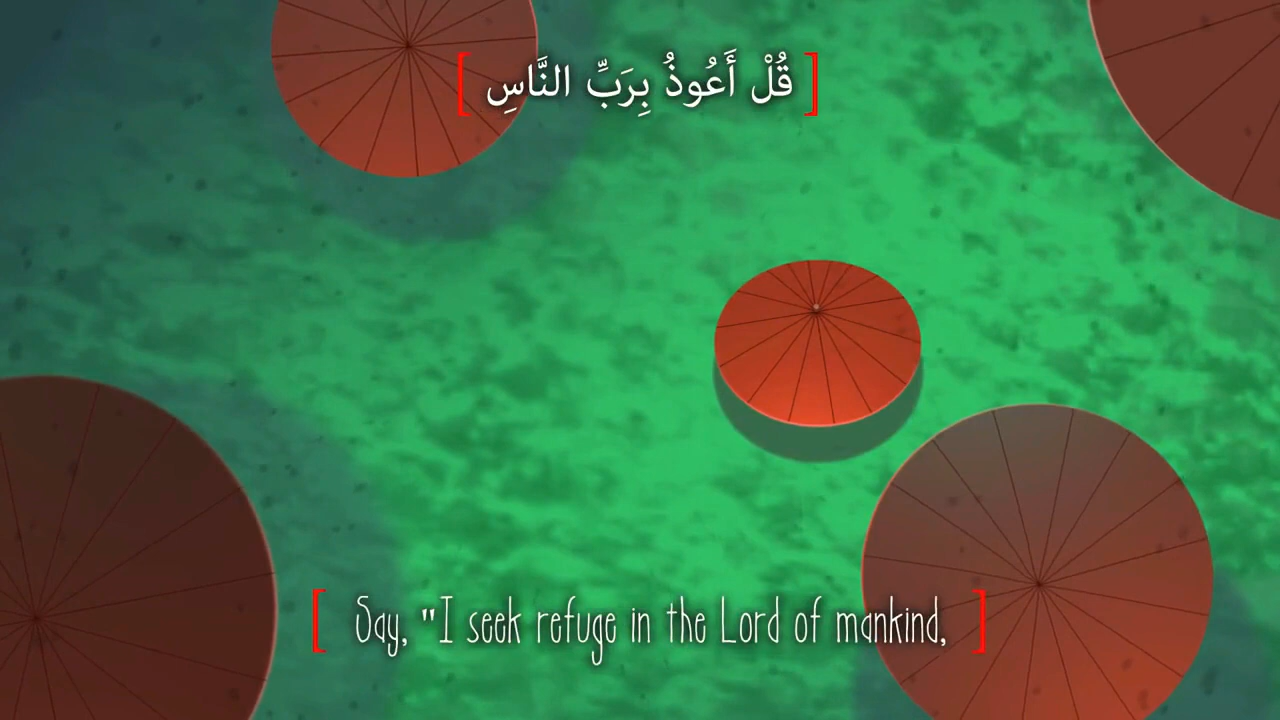 [ قُلْ أَعُوذُ بِرَبِّ النَّاسِ ]
[ Say, "I seek refuge in the Lord of mankind, ]